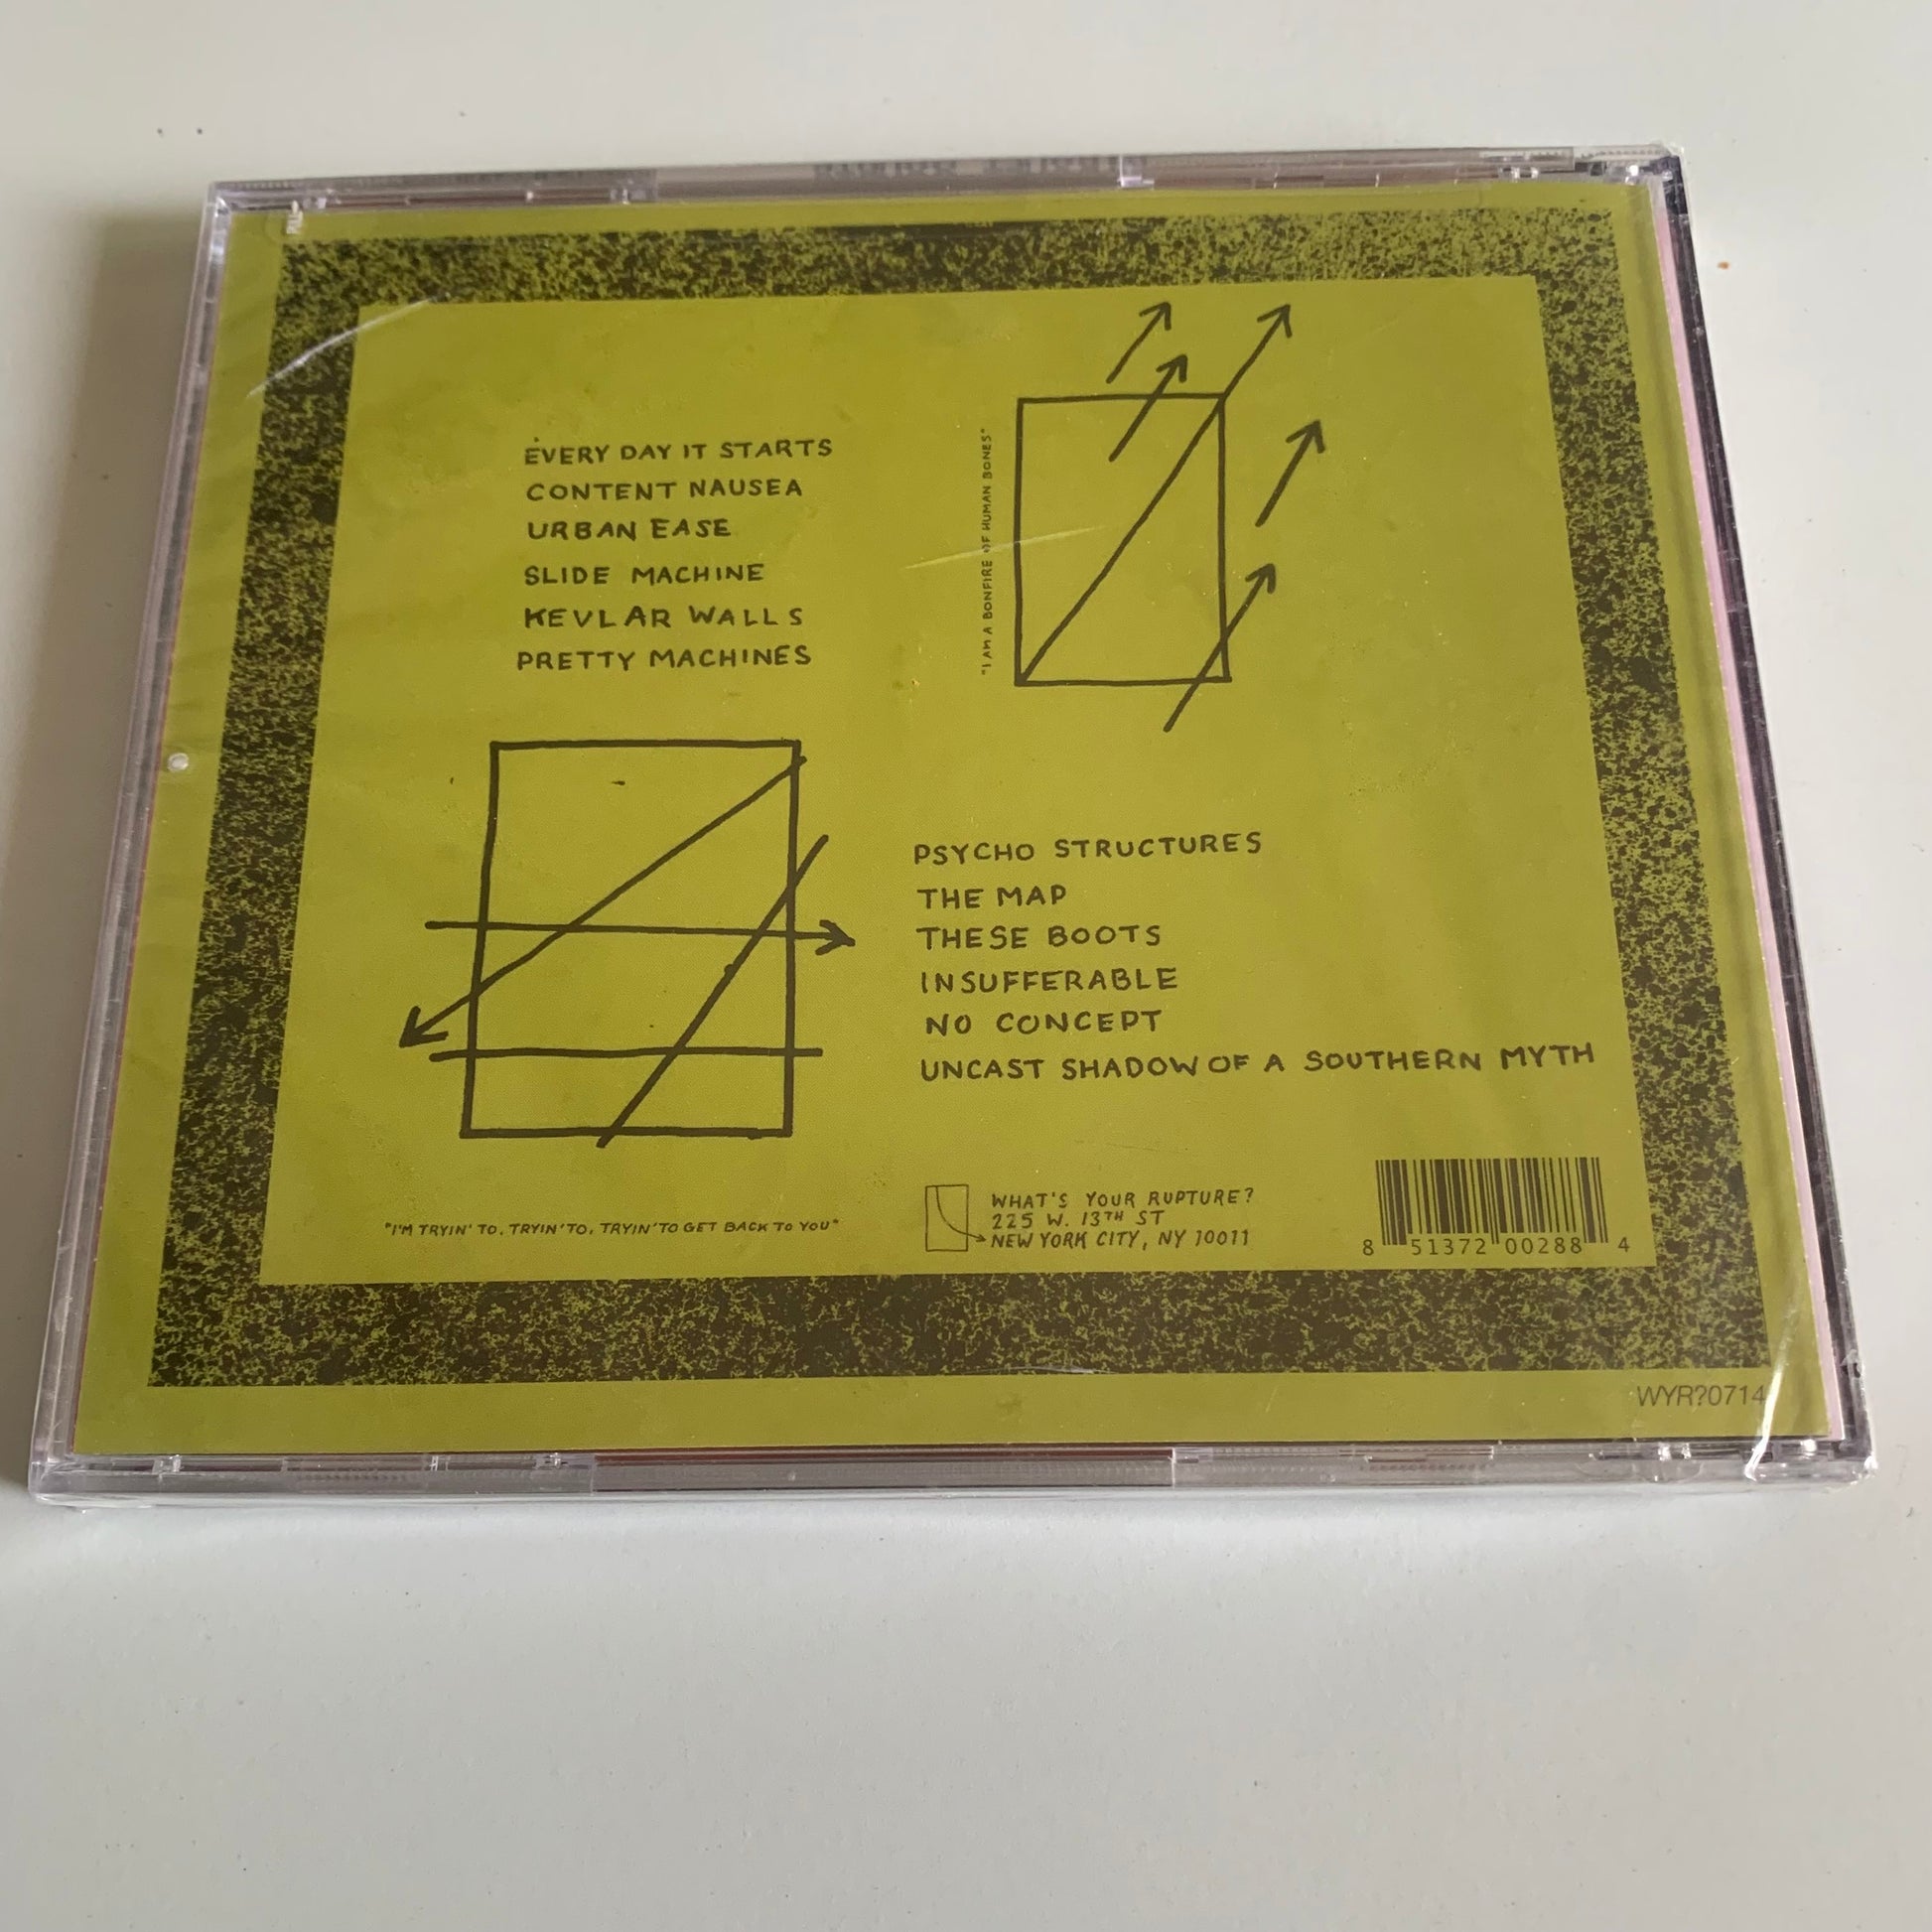 EVERY DAY IT STARTS
CONTENT NAUSEA
URBAN EASE
SLIDE MACHINE
KEVLAR WALLS
PRETTY MACHINES
"I AM A BONFIRE OF HUMAN BONES"
PSYCHO STRUCTURES
THE MAP
THESE BOOTS
INSUFFERABLE
NO CONCEPT
UNCAST SHADOW OF A SOUTHERN MYTH
"I'M TRYIN' TO, TRYIN' TO, TRYIN' TO GET BACK TO YOU"
WHAT'S YOUR RUPTURE?
225 W. 13TH ST
NEW YORK CITY, NY 10011
8 51372 00288 4
WYR?0714